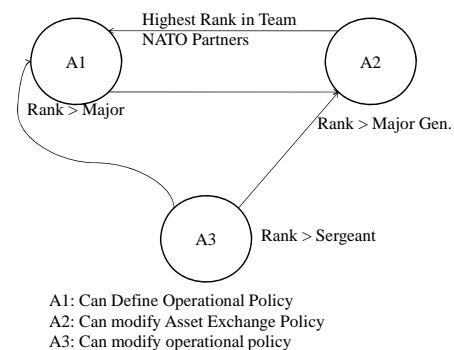 Highest Rank in Team
NATO Partners
A1
A2
Rank > Major
Rank > Major Gen.
A3
Rank > Sergeant
A1: Can Define Operational Policy
A2: Can modify Asset Exchange Policy
A3: Can modify operational policy